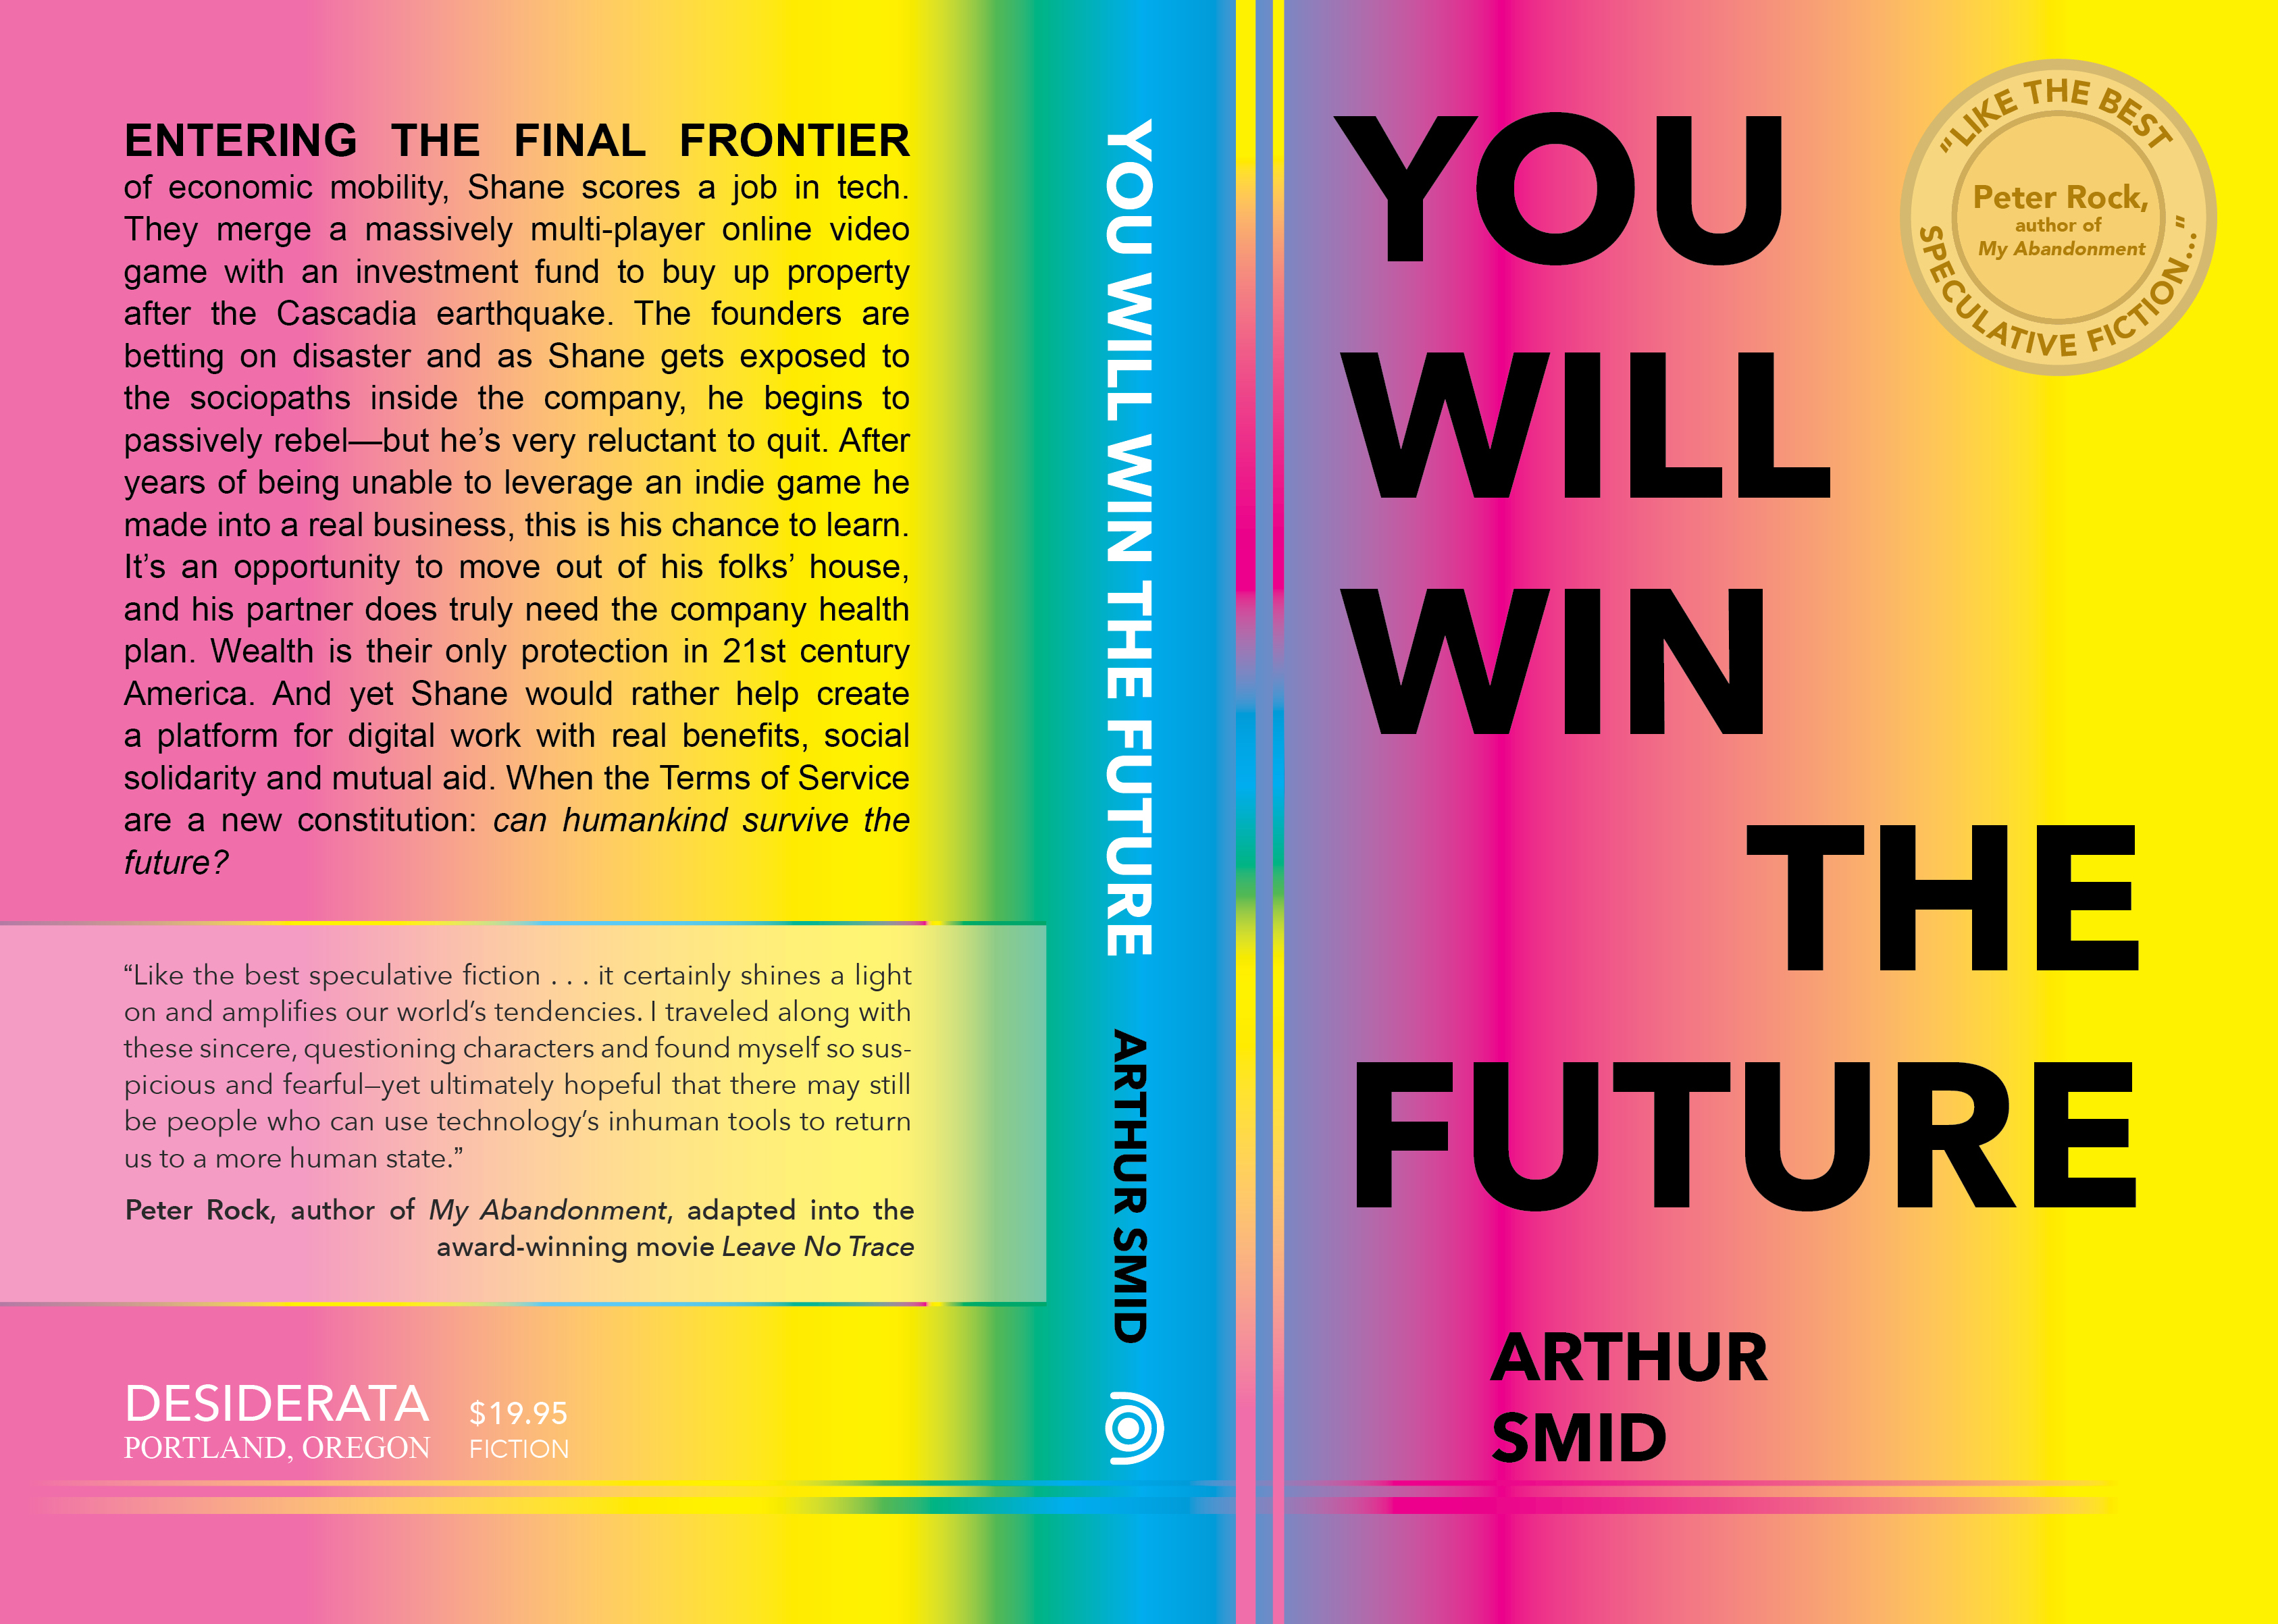 ENTERING THE FINAL FRONTIER
of economic mobility, Shane scores a job in tech.
They merge a massively multi-player online video
game with an investment fund to buy up property
after the Cascadia earthquake. The founders are
betting on disaster and as Shane gets exposed to
the sociopaths inside the company, he begins to
passively rebel—but he’s very reluctant to quit. After
years of being unable to leverage an indie game he
made into a real business, this is his chance to learn.
It’s an opportunity to move out of his folks’ house,
and his partner does truly need the company health
plan. Wealth is their only protection in 21st century
America. And yet Shane would rather help create
a platform for digital work with real benefits, social
solidarity and mutual aid. When the Terms of Service
are a new constitution: can humankind survive the
future?
“Like the best speculative fiction . . . it certainly shines a light
on and amplifies our world’s tendencies. I traveled along with
these sincere, questioning characters and found myself so sus-
picious and fearful—yet ultimately hopeful that there may still
be people who can use technology’s inhuman tools to return
us to a more human state.”
Peter Rock, author of My Abandonment, adapted into the
award-winning movie Leave No Trace
DESIDERATA
PORTLAND, OREGON
$19.95
FICTION
YOU WILL WIN THE FUTURE ARTHUR SMID
YOU
WILL
WIN
THE
FUTURE
ARTHUR
SMID
“LIKE THE BEST
SPECULATIVE FICTION...”
Peter Rock,
author of
My Abandonment